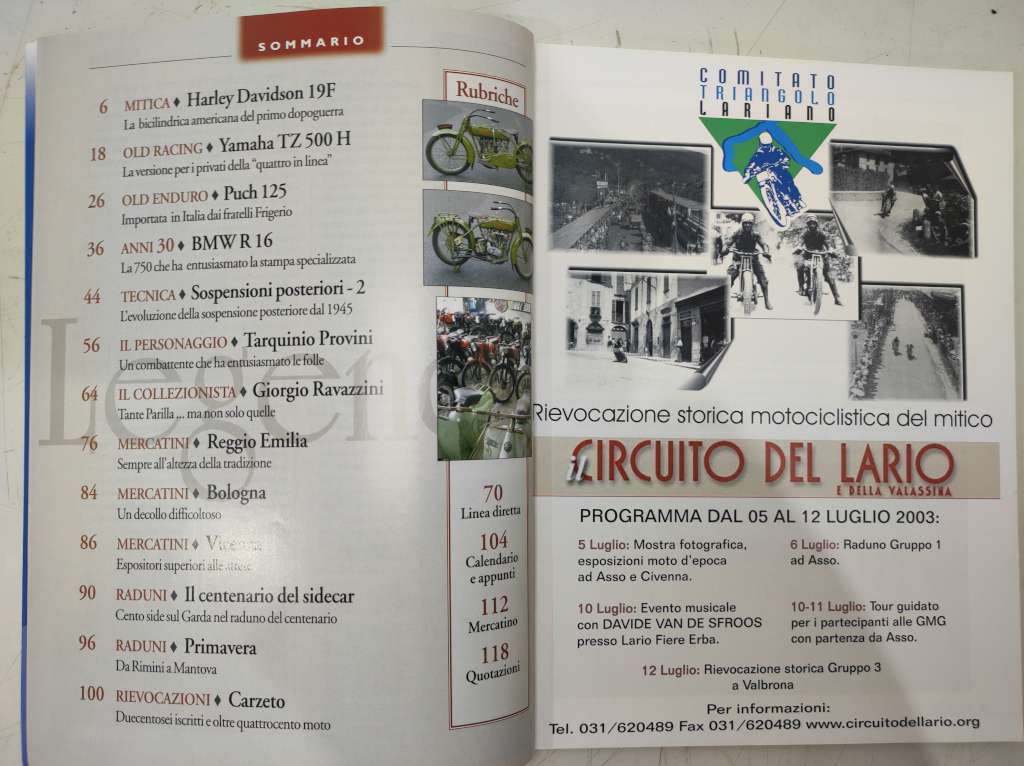 SOMMARIO
6 MITICA ♦ Harley Davidson 19F
La bicilindrica americana del primo dopoguerra
18 OLD RACING ♦ Yamaha TZ 500 H
La versione per i privati della "quattro in linea"
26 OLD ENDURO ♦ Puch 125
Importata in Italia dai fratelli Frigerio
36 ANNI 30 ♦ BMW R 16
La 750 che ha entusiasmato la stampa specializzata
44 TECNICA ♦ Sospensioni posteriori - 2
L'evoluzione della sospensione posteriore dal 1945
56 IL PERSONAGGIO ♦ Tarquinio Provini
Un combattente che ha entusiasmato le folle
64 IL COLLEZIONISTA ♦ Giorgio Ravazzini
Tante Parilla ... ma non solo quelle
76 MERCATINI ♦ Reggio Emilia
Sempre all'altezza della tradizione
84 MERCATINI ♦ Bologna
Un decollo difficoltoso
86 MERCATINI ♦ Vicenza
Espositori superiori alle attese
90 RADUNI ♦ Il centenario del sidecar
Cento side sul Garda nel raduno del centenario
96 RADUNI ♦ Primavera
Da Rimini a Mantova
100 RIEVOCAZIONI ♦ Carzeto
Duecentosei iscritti e oltre quattrocento moto
Rubriche
70
Linea diretta
104
Calendario
e appunti
112
Mercatino
118
Quotazioni
COMITATO
TRIANGOLO
LARIANO
Rievocazione storica motociclistica del mitico
il CIRCUITO DEL LARIO
E DELLA VALASSINA
PROGRAMMA DAL 05 AL 12 LUGLIO 2003:
5 Luglio: Mostra fotografica,
esposizioni moto d'epoca
ad Asso e Civenna.
6 Luglio: Raduno Gruppo 1
ad Asso.
10 Luglio: Evento musicale
con DAVIDE VAN DE SFROOS
presso Lario Fiere Erba.
10-11 Luglio: Tour guidato
per i partecipanti alle GMG
con partenza da Asso.
12 Luglio: Rievocazione storica Gruppo 3
a Valbrona
Per informazioni:
Tel. 031/620489 Fax 031/620489 www.circuitodellario.org